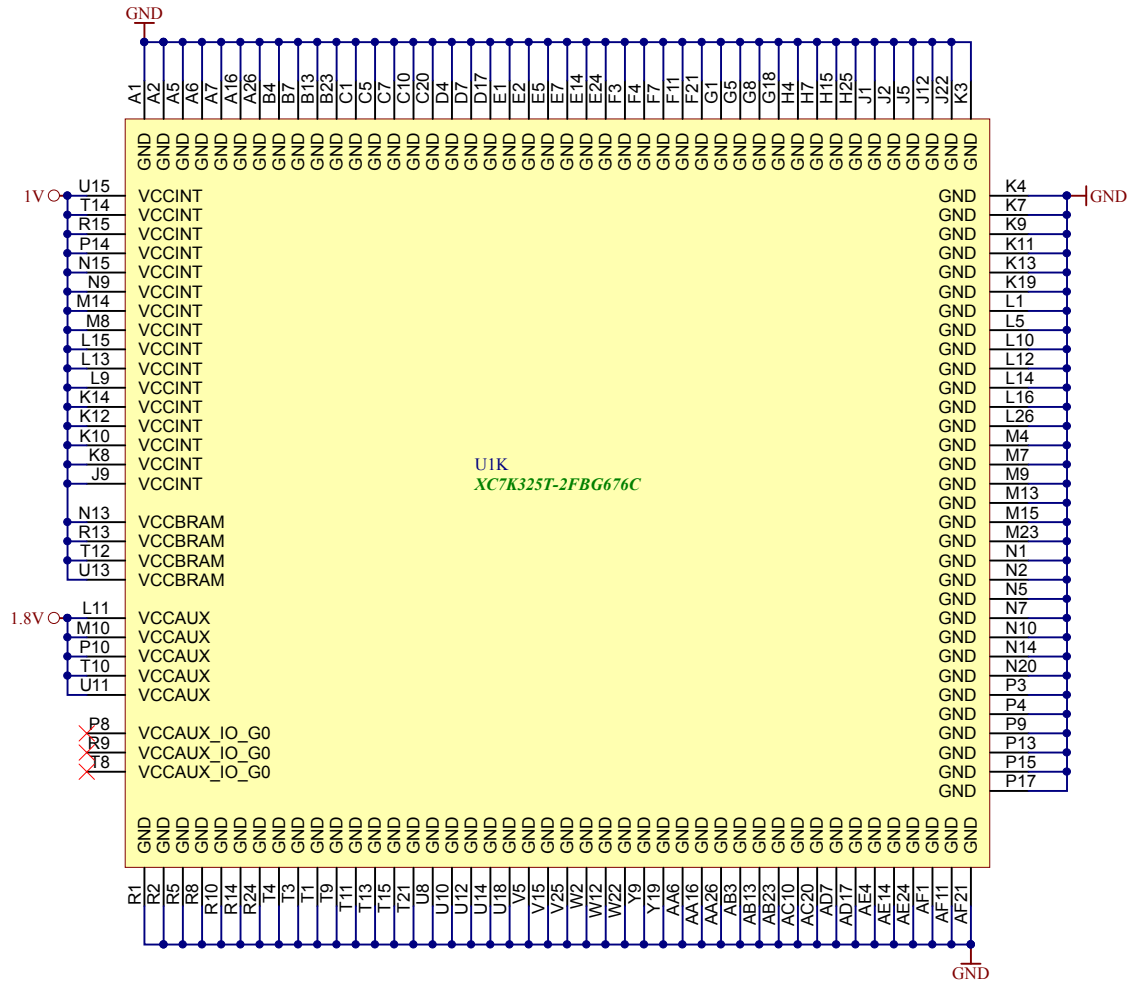 GND
A1 A2 A5 A6 A7 A16 A26 B4 B7 B13 B23 C1 C5 C7 C10 C20 D4 D7 D17 E1 E2 E5 E7 E14 E24 F3 F4 F7 F11 F21 G1 G5 G8 G18 H4 H7 H15 H25 J1 J2 J5 J12 J22 K3
GND GND GND GND GND GND GND GND GND GND GND GND GND GND GND GND GND GND GND GND GND GND GND GND GND GND GND GND GND GND GND GND GND GND GND GND GND GND GND GND GND GND GND GND
1V U15 VCCINT GND K4 GND
T14 VCCINT GND K7
R15 VCCINT GND K9
P14 VCCINT GND K11
N15 VCCINT GND K13
N9 VCCINT GND K19
M14 VCCINT GND L1
M8 VCCINT GND L5
L15 VCCINT GND L10
L13 VCCINT GND L12
L9 VCCINT GND L14
K14 VCCINT GND L16
K12 VCCINT GND L26
K10 VCCINT GND M4
K8 VCCINT U1K GND M7
J9 VCCINT XC7K325T-2FBG676C GND M9
GND M13
N13 VCCBRAM GND M15
R13 VCCBRAM GND M23
T12 VCCBRAM GND N1
U13 VCCBRAM GND N2
GND N5
1.8V L11 VCCAUX GND N7
M10 VCCAUX GND N10
P10 VCCAUX GND N14
T10 VCCAUX GND N20
U11 VCCAUX GND P3
GND P4
P8 VCCAUX_IO_G0 GND P9
R9 VCCAUX_IO_G0 GND P13
T8 VCCAUX_IO_G0 GND P15
GND P17
GND GND GND GND GND GND GND GND GND GND GND GND GND GND GND GND GND GND GND GND GND GND GND GND GND GND GND GND GND GND GND GND GND GND GND GND GND GND GND GND GND GND GND GND
R1 R2 R5 R8 R10 R14 R24 T4 T3 T1 T9 T11 T13 T15 T21 U8 U10 U12 U14 U18 V5 V15 V25 W2 W12 W22 Y9 Y19 AA6 AA16 AA26 AB3 AB13 AB23 AC10 AC20 AD7 AD17 AE4 AE14 AE24 AF1 AF11 AF21
GND